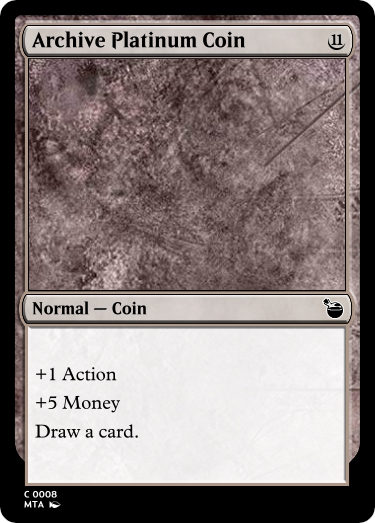 Archive Platinum Coin 11
Normal — Coin
+1 Action
+5 Money
Draw a card.
C 0008
MTA